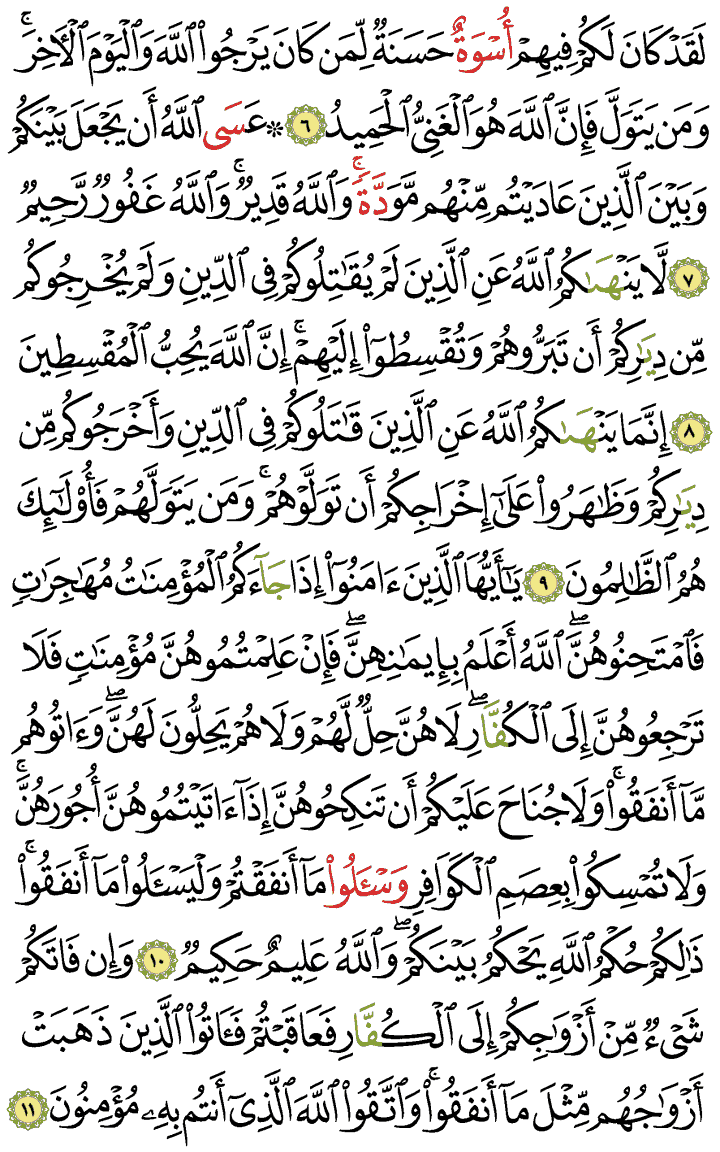 لَقَدۡ كَانَ لَكُمۡ فِيهِمۡ أُسۡوَةٌ حَسَنَةٞ لِّمَن كَانَ يَرۡجُواْ ٱللَّهَ وَٱلۡيَوۡمَ ٱلۡأٓخِرَۚ
وَمَن يَتَوَلَّ فَإِنَّ ٱللَّهَ هُوَ ٱلۡغَنِيُّ ٱلۡحَمِيدُ ٦ ۞ عَسَى ٱللَّهُ أَن يَجۡعَلَ بَيۡنَكُمۡ
وَبَيۡنَ ٱلَّذِينَ عَادَيۡتُم مِّنۡهُم مَّوَدَّةٗۚ وَٱللَّهُ قَدِيرٞۚ وَٱللَّهُ غَفُورٞ رَّحِيمٞ
٧ لَّا يَنۡهَىٰكُمُ ٱللَّهُ عَنِ ٱلَّذِينَ لَمۡ يُقَٰتِلُوكُمۡ فِي ٱلدِّينِ وَلَمۡ يُخۡرِجُوكُم
مِّن دِيَٰرِكُمۡ أَن تَبَرُّوهُمۡ وَتُقۡسِطُوٓاْ إِلَيۡهِمۡۚ إِنَّ ٱللَّهَ يُحِبُّ ٱلۡمُقۡسِطِينَ
٨ إِنَّمَا يَنۡهَىٰكُمُ ٱللَّهُ عَنِ ٱلَّذِينَ قَٰتَلُوكُمۡ فِي ٱلدِّينِ وَأَخۡرَجُوكُم مِّن
دِيَٰرِكُمۡ وَظَٰهَرُواْ عَلَىٰٓ إِخۡرَاجِكُمۡ أَن تَوَلَّوۡهُمۡۚ وَمَن يَتَوَلَّهُمۡ فَأُوْلَٰٓئِكَ
هُمُ ٱلظَّٰلِمُونَ ٩ يَٰٓأَيُّهَا ٱلَّذِينَ ءَامَنُوٓاْ إِذَا جَآءَكُمُ ٱلۡمُؤۡمِنَٰتُ مُهَٰجِرَٰتٖ
فَٱمۡتَحِنُوهُنَّۖ ٱللَّهُ أَعۡلَمُ بِإِيمَٰنِهِنَّۖ فَإِنۡ عَلِمۡتُمُوهُنَّ مُؤۡمِنَٰتٖ فَلَا
تَرۡجِعُوهُنَّ إِلَى ٱلۡكُفَّارِۖ لَا هُنَّ حِلّٞ لَّهُمۡ وَلَا هُمۡ يَحِلُّونَ لَهُنَّۖ وَءَاتُوهُم
مَّآ أَنفَقُواْۚ وَلَا جُنَاحَ عَلَيۡكُمۡ أَن تَنكِحُوهُنَّ إِذَآ ءَاتَيۡتُمُوهُنَّ أُجُورَهُنَّۚ
وَلَا تُمۡسِكُواْ بِعِصَمِ ٱلۡكَوَافِرِ وَسۡـَٔلُواْ مَآ أَنفَقۡتُمۡ وَلۡيَسۡـَٔلُواْ مَآ أَنفَقُواْۚ
ذَٰلِكُمۡ حُكۡمُ ٱللَّهِ يَحۡكُمُ بَيۡنَكُمۡۖ وَٱللَّهُ عَلِيمٌ حَكِيمٞ ١٠ وَإِن فَاتَكُمۡ
شَيۡءٞ مِّنۡ أَزۡوَٰجِكُمۡ إِلَى ٱلۡكُفَّارِ فَعَاقَبۡتُمۡ فَـَٔاتُواْ ٱلَّذِينَ ذَهَبَتۡ
أَزۡوَٰجُهُم مِّثۡلَ مَآ أَنفَقُواْۚ وَٱتَّقُواْ ٱللَّهَ ٱلَّذِيٓ أَنتُم بِهِۦ مُؤۡمِنُونَ ١١